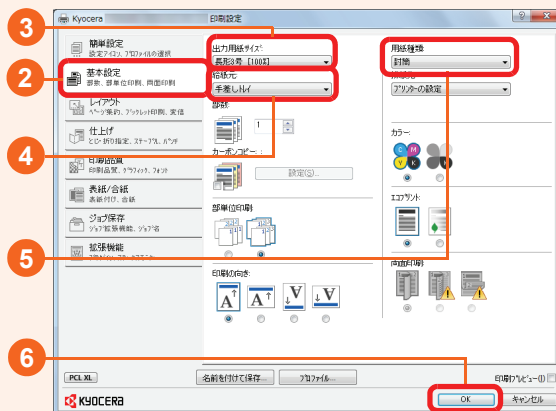 Kyocera
印刷設定
3
簡単設定
設定アイコン、プロファイルの選択
2
基本設定
部数、部単位印刷、両面印刷
レイアウト
ページ集約、ブックレット印刷、変倍
仕上げ
とじ・折り指定、ステープル、パンチ
印刷品質
印刷品質、グラフィック、フォント
表紙/合紙
表紙付け、合紙
ジョブ保存
ジョブ拡張機能、ジョブ名
拡張機能
出力用紙サイズ:
長形3号 [100%]
給紙元:
手差しトレイ
4
部数:
1
カーボンコピー:
設定(S)...
部単位印刷:
印刷の向き:
用紙種類:
封筒
プリンターの設定
カラー:
C M Y K
K
エコプリント:
5
両面印刷:
6
PCL XL
名前を付けて保存...
プロファイル...
印刷プレビュー(I)
KYOCERA
OK
キャンセル